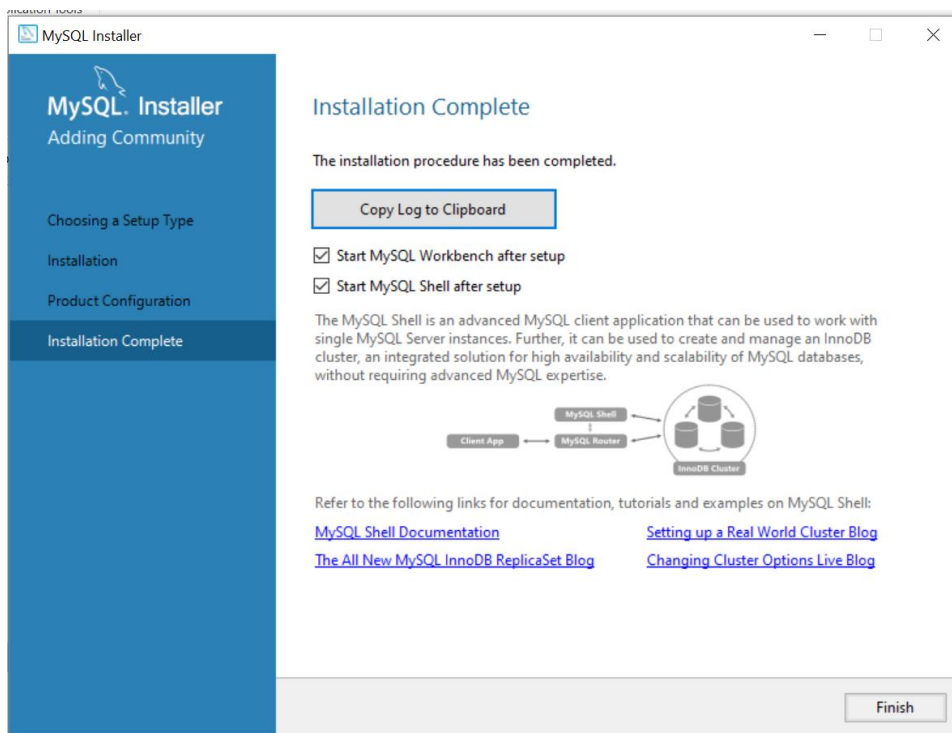 MySQL Installer
MySQL. Installer
Adding Community
Choosing a Setup Type
Installation
Product Configuration
Installation Complete
Installation Complete
The installation procedure has been completed.
Copy Log to Clipboard
Start MySQL Workbench after setup
Start MySQL Shell after setup
The MySQL Shell is an advanced MySQL client application that can be used to work with
single MySQL Server instances. Further, it can be used to create and manage an InnoDB
cluster, an integrated solution for high availability and scalability of MySQL databases,
without requiring advanced MySQL expertise.
MySQL Shell
Client App
MySQL Router
InnoDB Cluster
Refer to the following links for documentation, tutorials and examples on MySQL Shell:
MySQL Shell Documentation
Setting up a Real World Cluster Blog
The All New MySQL InnoDB ReplicaSet Blog
Changing Cluster Options Live Blog
Finish